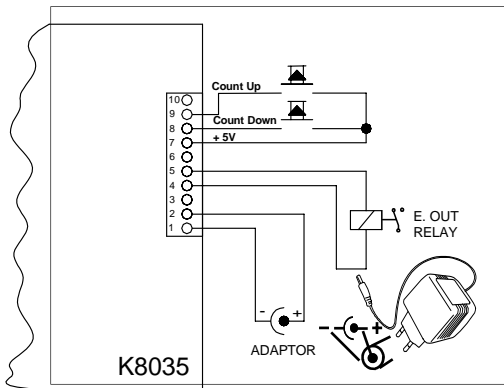 10
Count Up
9
8
Count Down
7
+ 5V
6
5
4
3
2
1
E. OUT
RELAY
- +
ADAPTOR
- +
K8035